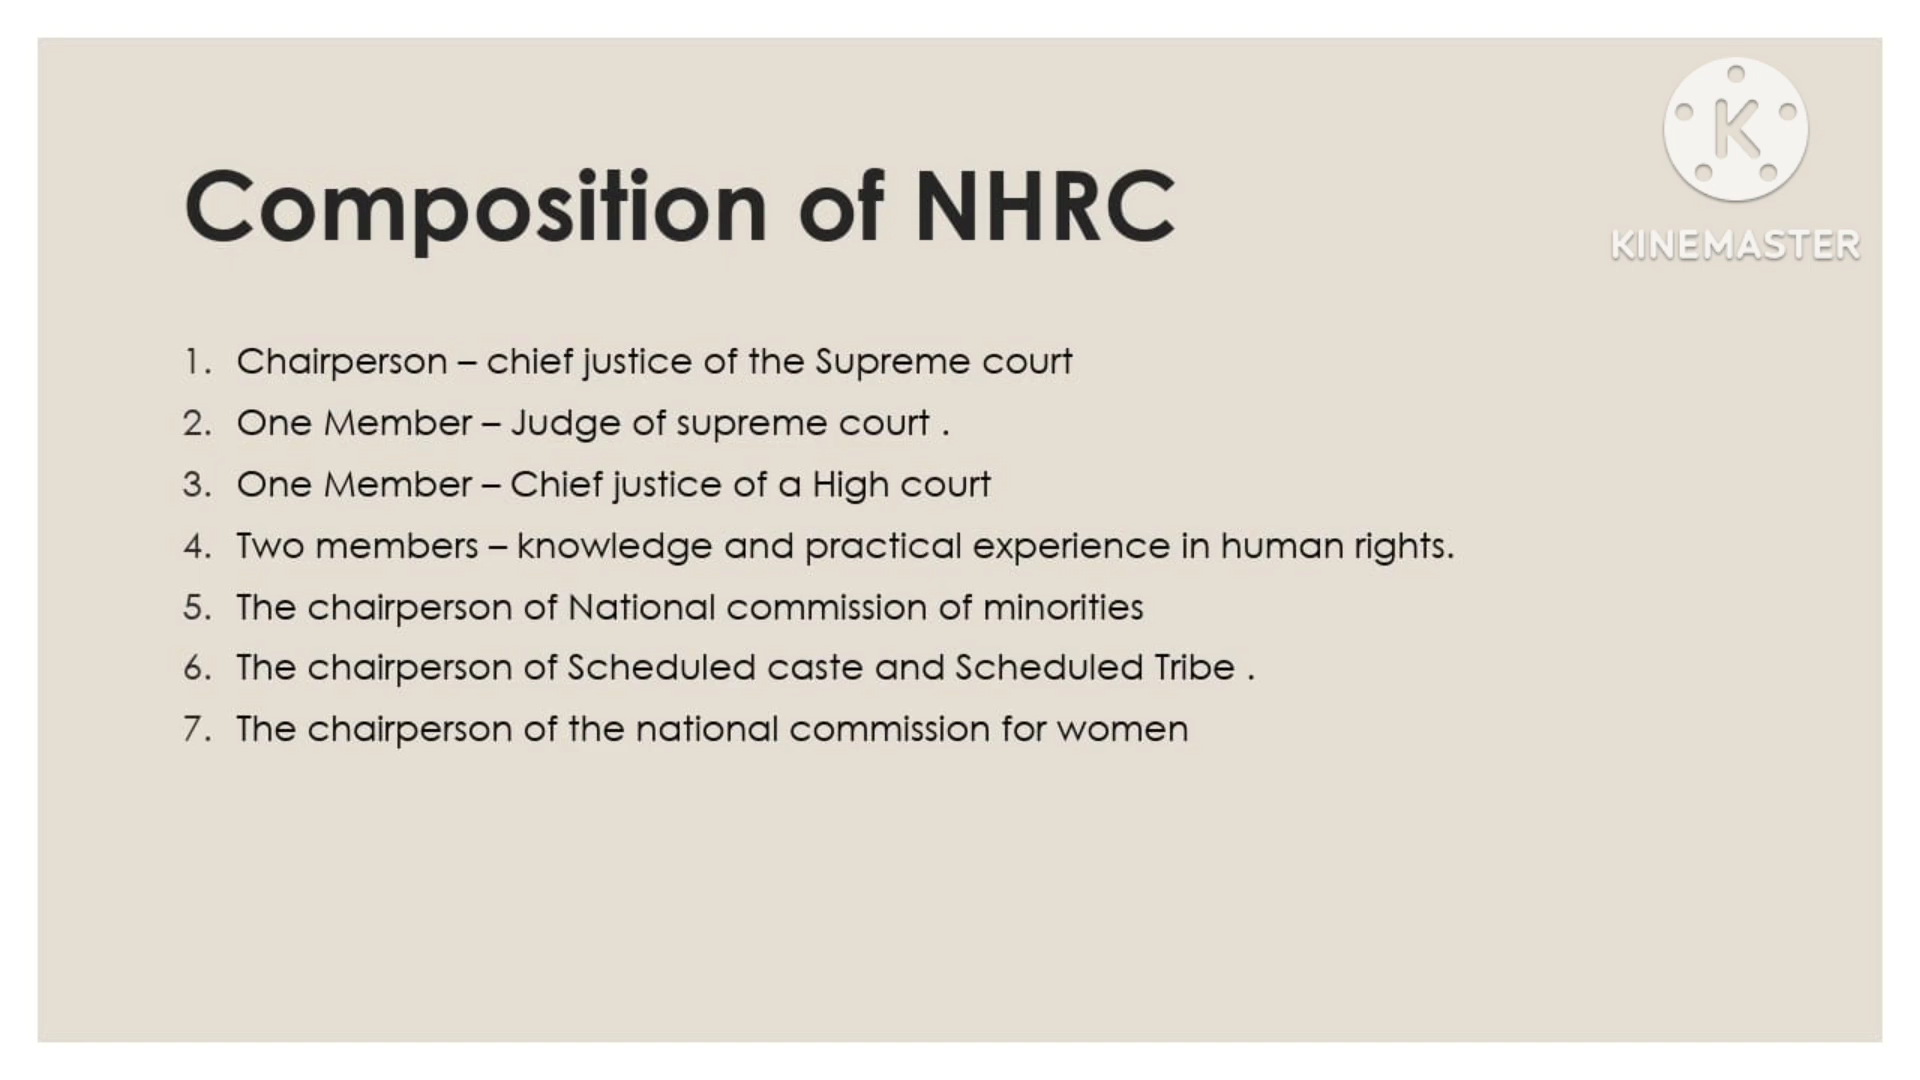 Composition of NHRC
KINEMASTER
1. Chairperson – chief justice of the Supreme court
2. One Member – Judge of supreme court .
3. One Member – Chief justice of a High court
4. Two members – knowledge and practical experience in human rights.
5. The chairperson of National commission of minorities
6. The chairperson of Scheduled caste and Scheduled Tribe .
7. The chairperson of the national commission for women